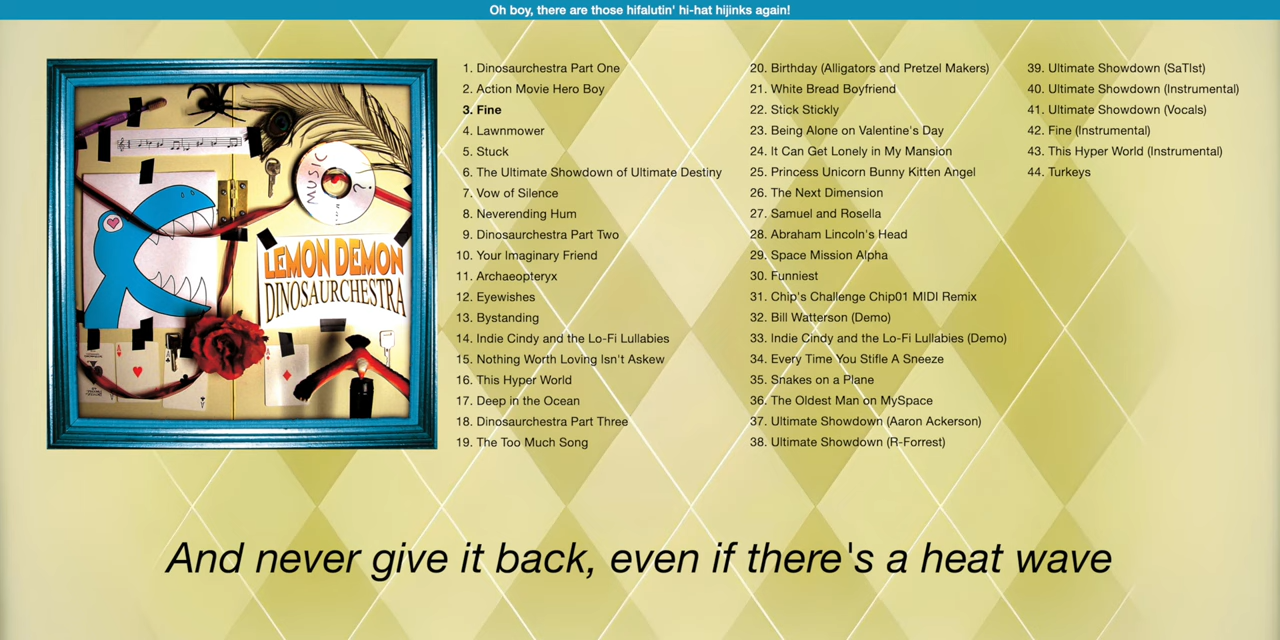 Oh boy, there are those hifalutin' hi-hat hijinks again!
MUSIC
LEMON DEMON
DINOSAURCHESTRA
1. Dinosaurchestra Part One
2. Action Movie Hero Boy
3. Fine
4. Lawnmower
5. Stuck
6. The Ultimate Showdown of Ultimate Destiny
7. Vow of Silence
8. Neverending Hum
9. Dinosaurchestra Part Two
10. Your Imaginary Friend
11. Archaeopteryx
12. Eyewishes
13. Bystanding
14. Indie Cindy and the Lo-Fi Lullabies
15. Nothing Worth Loving Isn't Askew
16. This Hyper World
17. Deep in the Ocean
18. Dinosaurchestra Part Three
19. The Too Much Song
20. Birthday (Alligators and Pretzel Makers)
21. White Bread Boyfriend
22. Stick Stickly
23. Being Alone on Valentine's Day
24. It Can Get Lonely in My Mansion
25. Princess Unicorn Bunny Kitten Angel
26. The Next Dimension
27. Samuel and Rosella
28. Abraham Lincoln's Head
29. Space Mission Alpha
30. Funniest
31. Chip's Challenge Chip01 MIDI Remix
32. Bill Watterson (Demo)
33. Indie Cindy and the Lo-Fi Lullabies (Demo)
34. Every Time You Stifle A Sneeze
35. Snakes on a Plane
36. The Oldest Man on MySpace
37. Ultimate Showdown (Aaron Ackerson)
38. Ultimate Showdown (R-Forrest)
39. Ultimate Showdown (SaTIst)
40. Ultimate Showdown (Instrumental)
41. Ultimate Showdown (Vocals)
42. Fine (Instrumental)
43. This Hyper World (Instrumental)
44. Turkeys
And never give it back, even if there's a heat wave